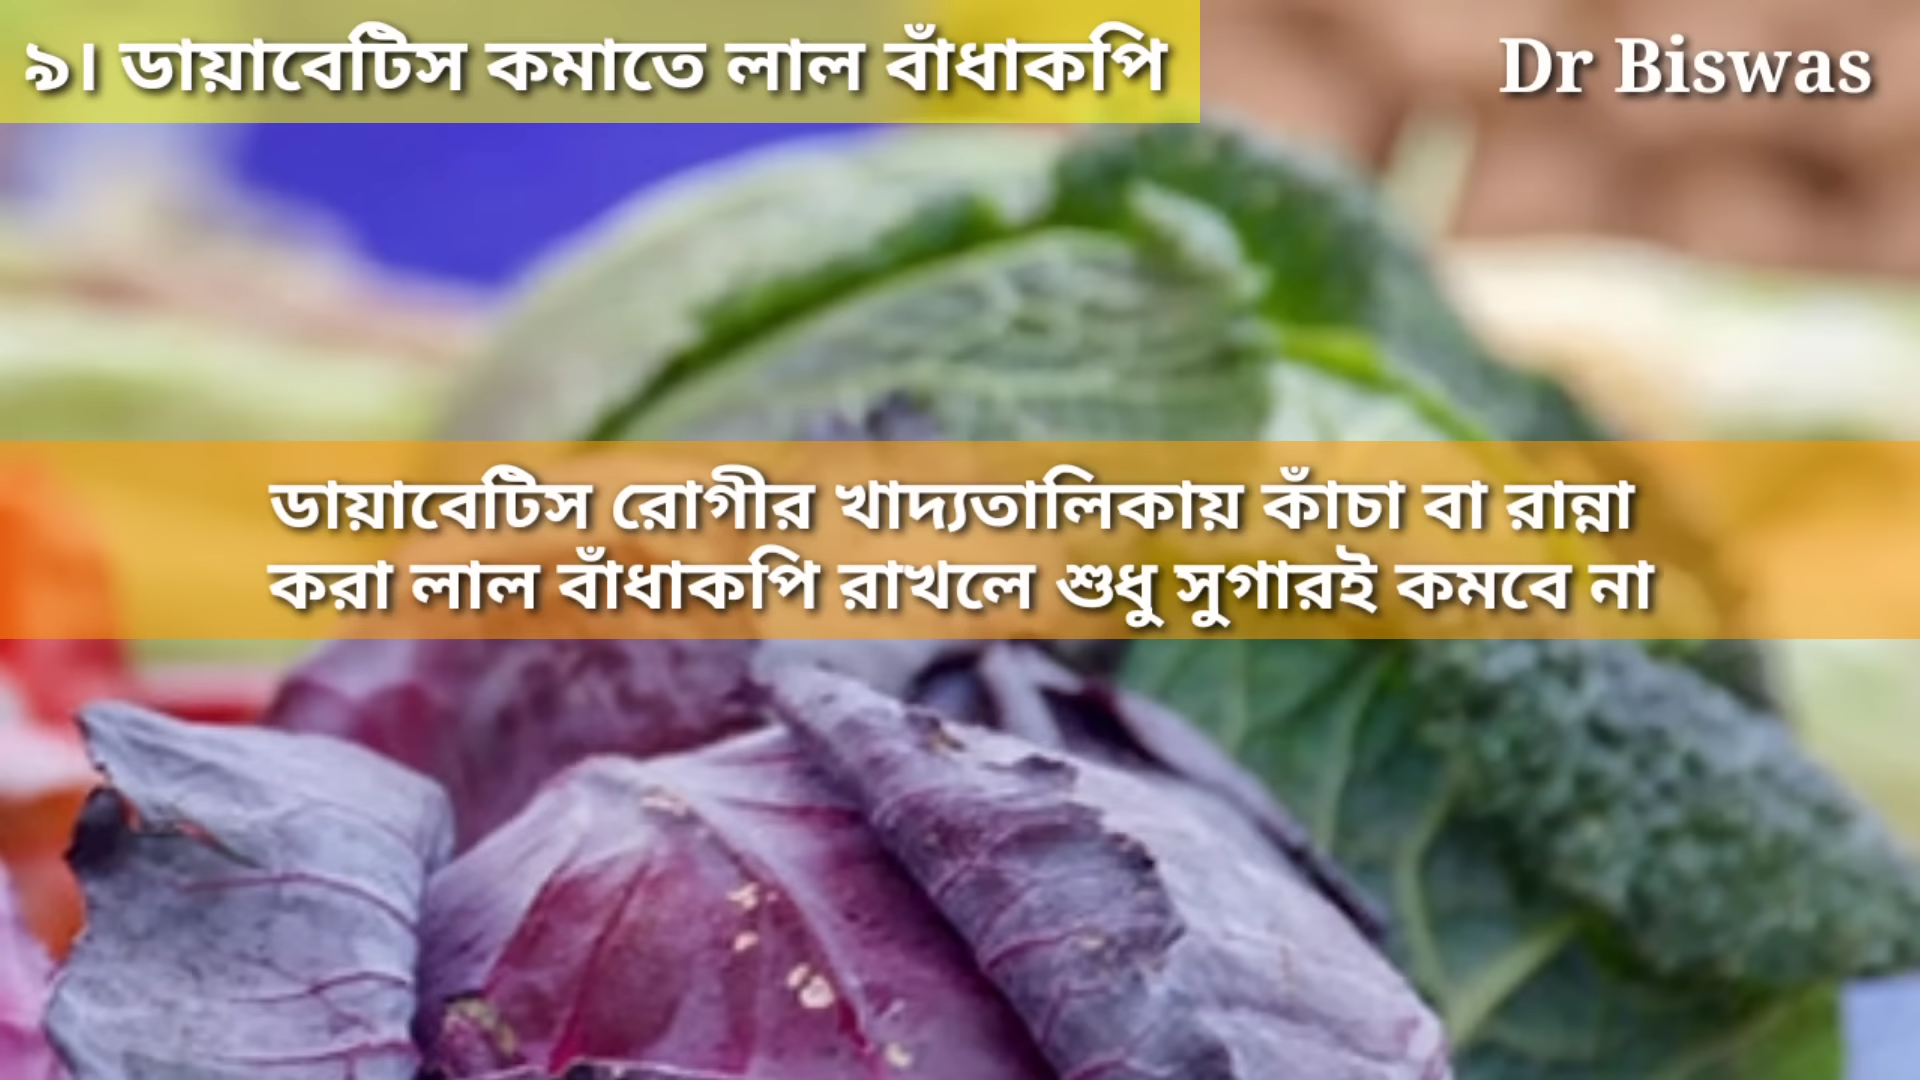 ৯। ডায়াবেটিস কমাতে লাল বাঁধাকপি
Dr Biswas
ডায়াবেটিস রোগীর খাদ্যতালিকায় কাঁচা বা রান্না
করা লাল বাঁধাকপি রাখলে শুধু সুগারই কমবে না